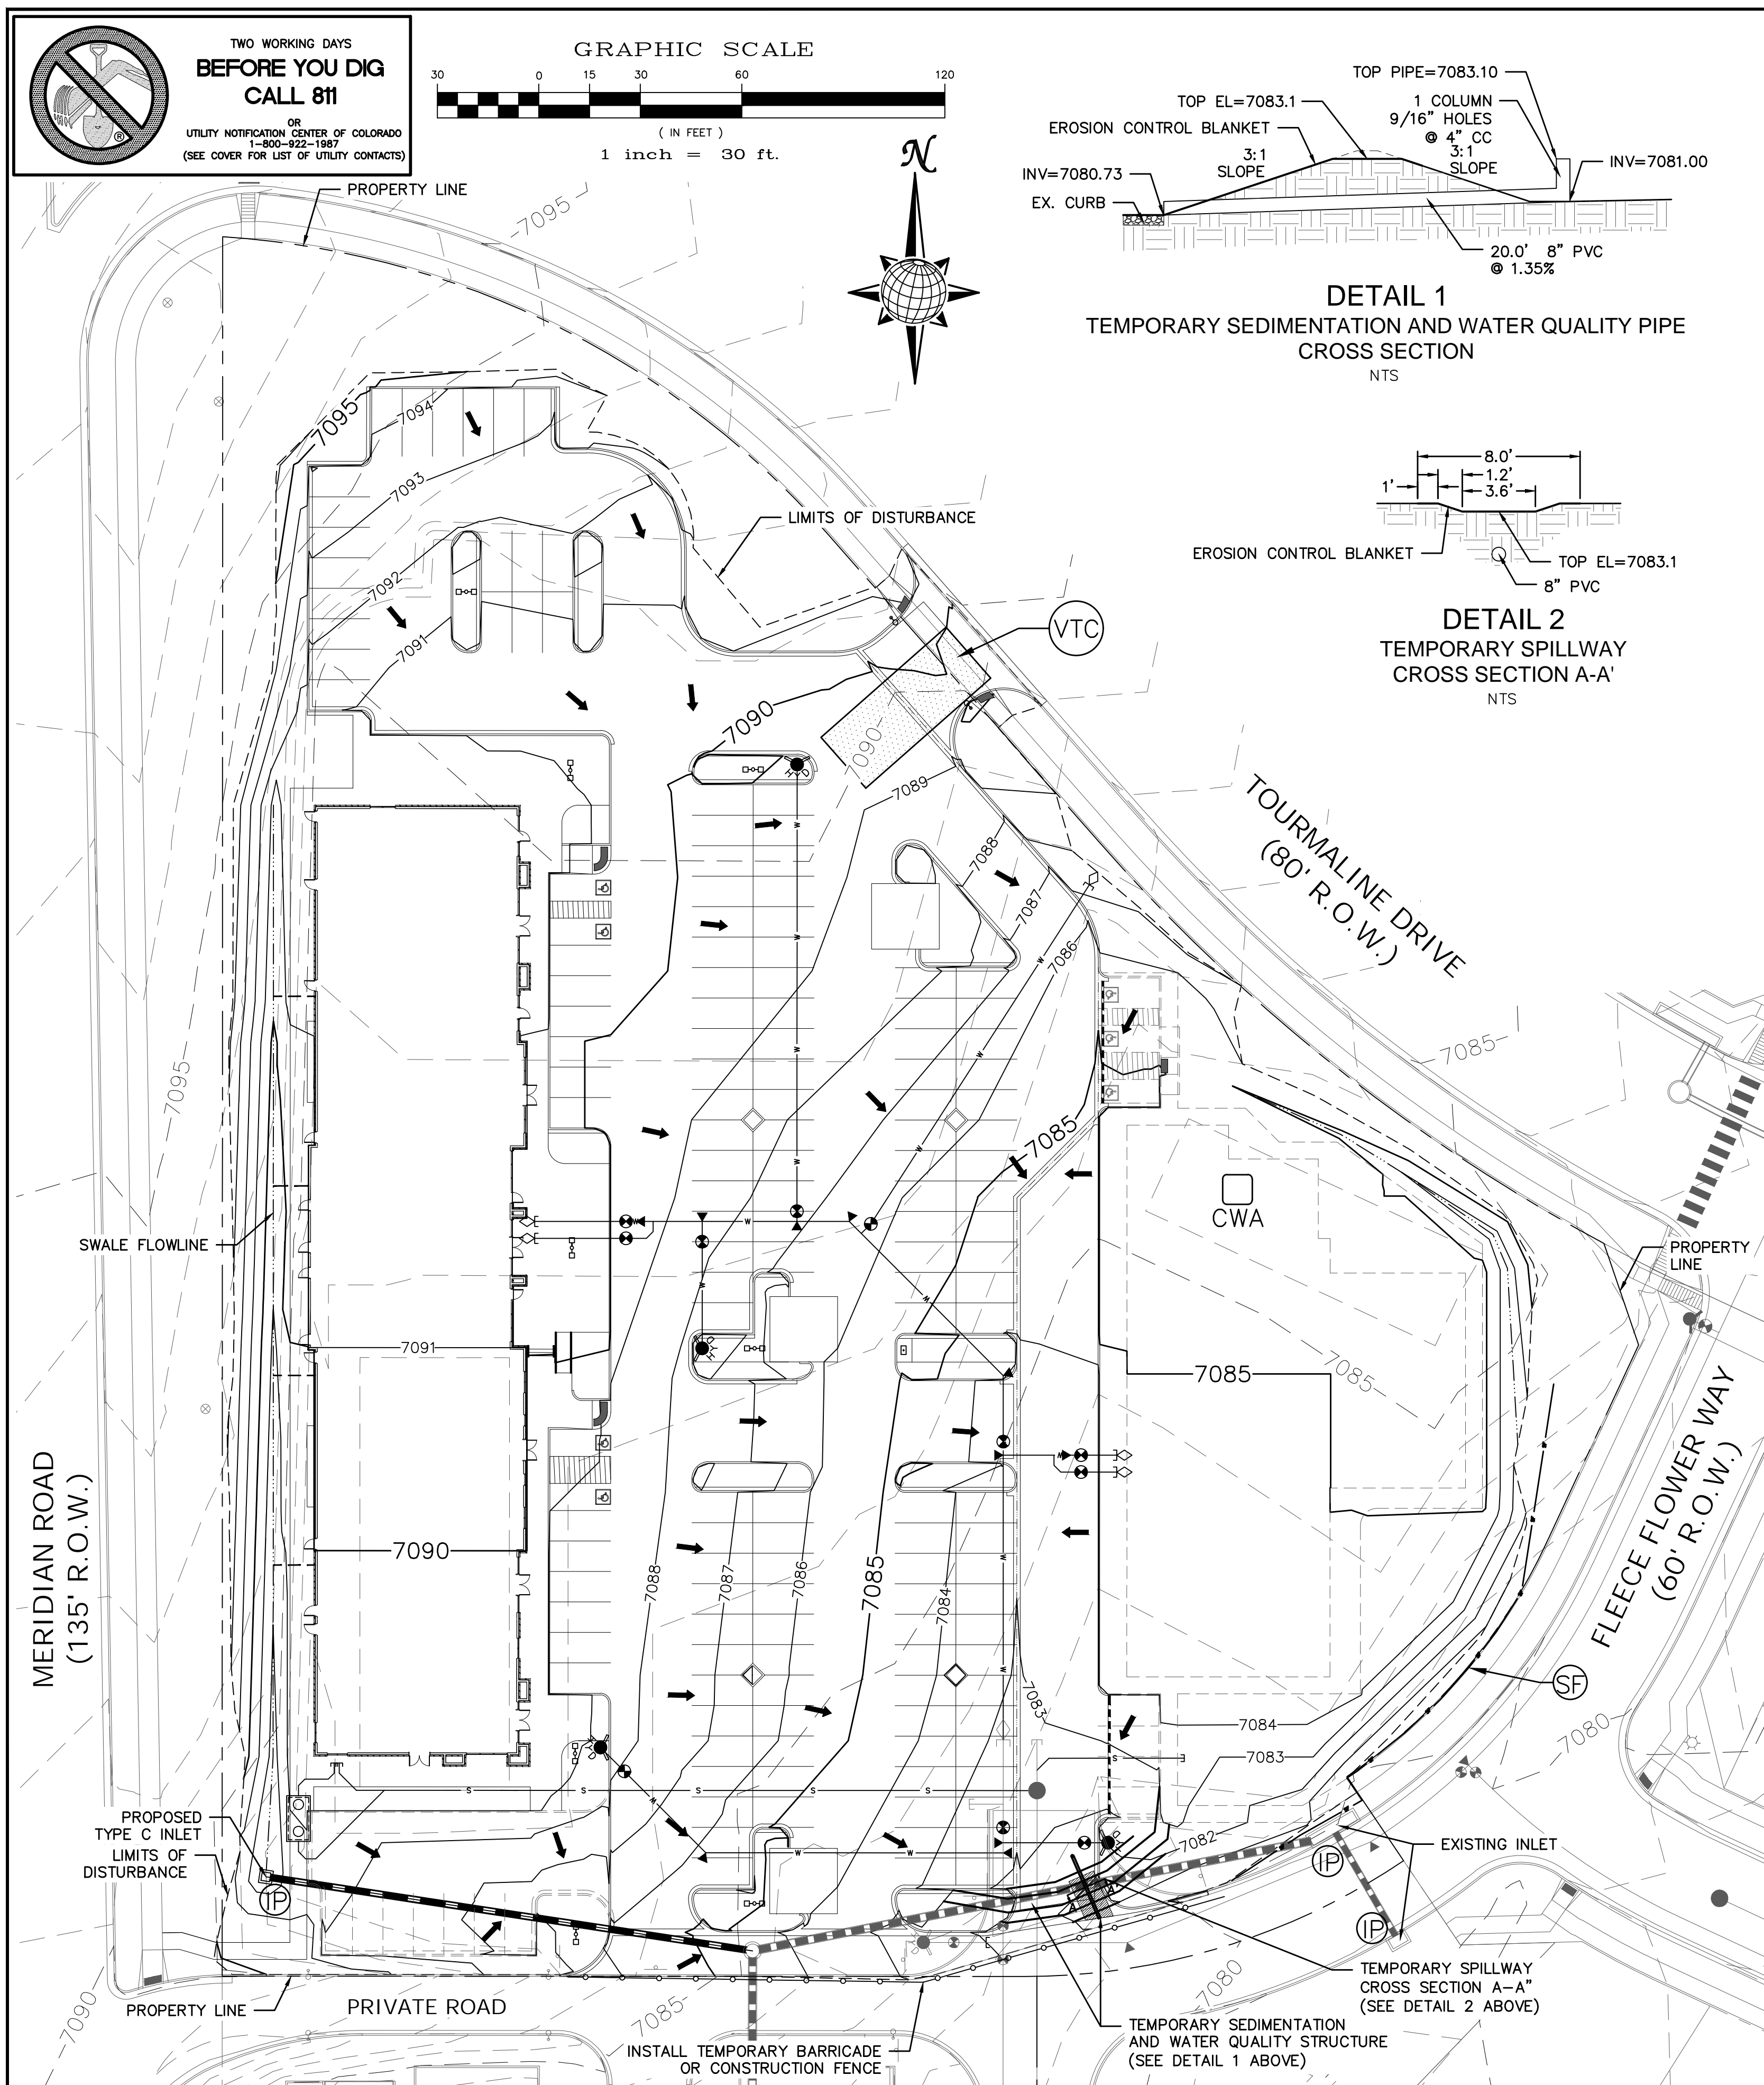 TWO WORKING DAYS
BEFORE YOU DIG
CALL 811
OR
UTILITY NOTIFICATION CENTER OF COLORADO
1-800-922-1987
(SEE COVER FOR LIST OF UTILITY CONTACTS)
®
GRAPHIC SCALE
30 0 15 30 60 120
( IN FEET )
1 inch = 30 ft.
N
TOP PIPE=7083.10
TOP EL=7083.1
1 COLUMN
9/16" HOLES
@ 4" CC
EROSION CONTROL BLANKET
3:1
SLOPE
3:1
SLOPE
INV=7081.00
INV=7080.73
EX. CURB
20.0' 8" PVC
@ 1.35%
DETAIL 1
TEMPORARY SEDIMENTATION AND WATER QUALITY PIPE
CROSS SECTION
NTS
8.0'
1.2'
1'
3.6'
EROSION CONTROL BLANKET
TOP EL=7083.1
8" PVC
DETAIL 2
TEMPORARY SPILLWAY
CROSS SECTION A-A'
NTS
PROPERTY LINE
7095
7095
7094
7093
7092
7091
LIMITS OF DISTURBANCE
VTC
7090
7090
7089
7088
7087
7086
TOURMALINE DRIVE
(80' R.O.W.)
7085
7095
7085
CWA
SWALE FLOWLINE
PROPERTY
LINE
7091
7085
7085
MERIDIAN ROAD
(135' R.O.W.)
7090
7088
7087
7086
7085
7084
7083
FLEECE FLOWER WAY
(60' R.O.W.)
SF
7084
7083
7082
7080
PROPOSED
TYPE C INLET
LIMITS OF
DISTURBANCE
IP
IP
IP
EXISTING INLET
A
TEMPORARY SPILLWAY
CROSS SECTION A-A"
(SEE DETAIL 2 ABOVE)
7090
PROPERTY LINE
PRIVATE ROAD
7085
7080
INSTALL TEMPORARY BARRICADE
OR CONSTRUCTION FENCE
TEMPORARY SEDIMENTATION
AND WATER QUALITY STRUCTURE
(SEE DETAIL 1 ABOVE)